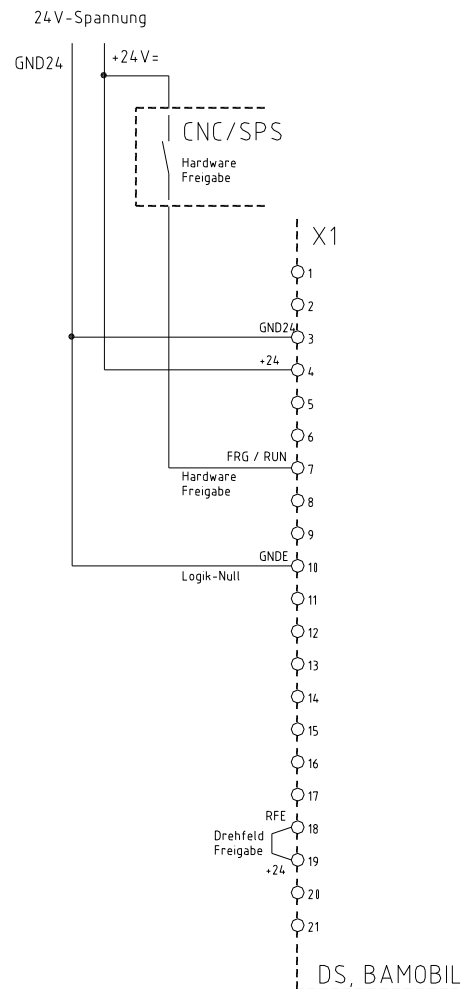 24V-Spannung
GND24
+24V=
CNC/SPS
Hardware
Freigabe
X1
1
2
GND24
3
+24
4
5
6
FRG / RUN
7
Hardware
Freigabe
8
9
GNDE
10
Logik-Null
11
12
13
14
15
16
17
RFE
18
Drehfeld
Freigabe
19
+24
20
21
DS, BAMOBIL